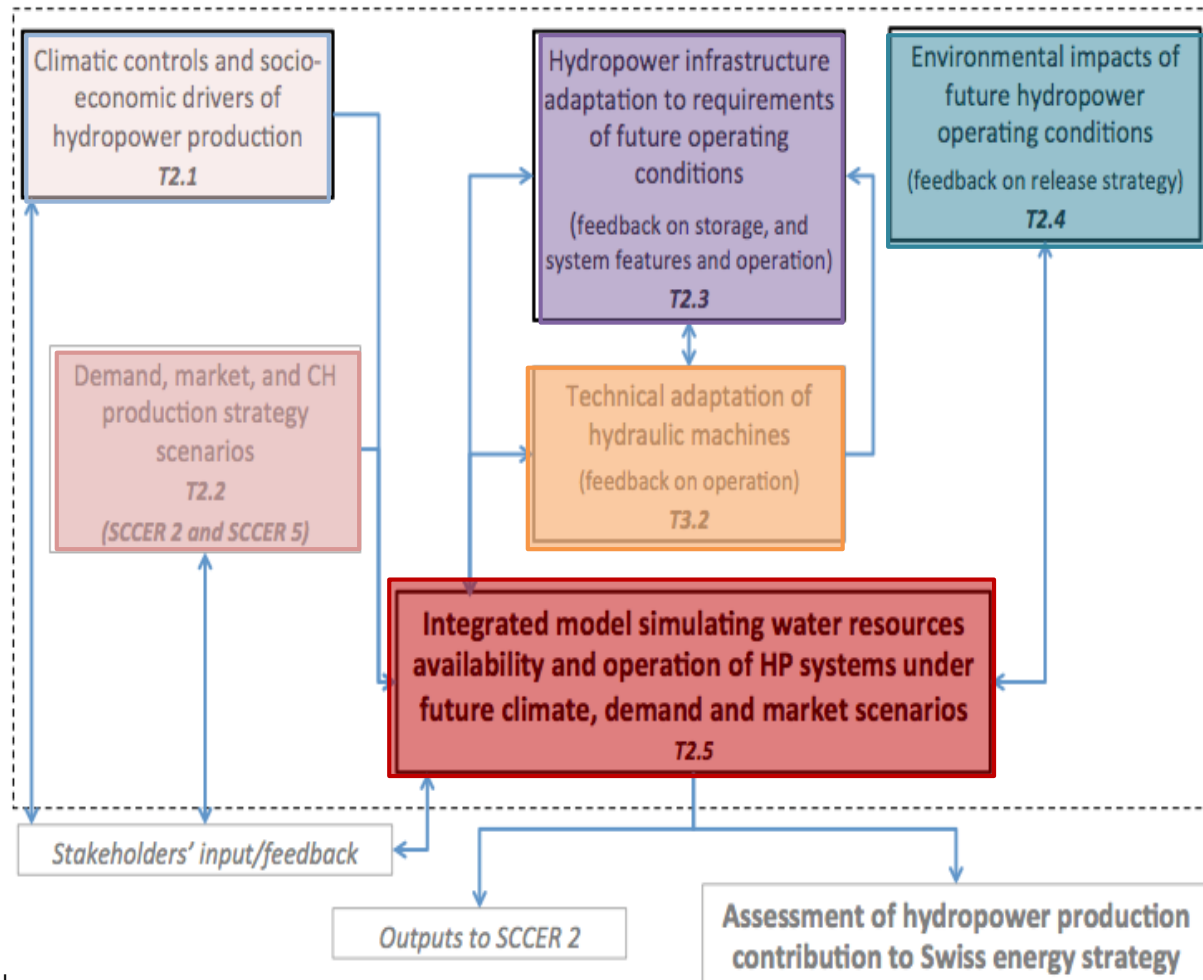 Climatic controls and socio-
economic drivers of
hydropower production
T2.1
Hydropower infrastructure
adaptation to requirements
of future operating
conditions
(feedback on storage, and
system features and operation)
T2.3
Environmental impacts of
future hydropower
operating conditions
(feedback on release strategy)
T2.4
Demand, market, and CH
production strategy
scenarios
T2.2
(SCCER 2 and SCCER 5)
Technical adaptation of
hydraulic machines
(feedback on operation)
T3.2
Integrated model simulating water resources
availability and operation of HP systems under
future climate, demand and market scenarios
T2.5
Stakeholders' input/feedback
Outputs to SCCER 2
Assessment of hydropower production
contribution to Swiss energy strategy